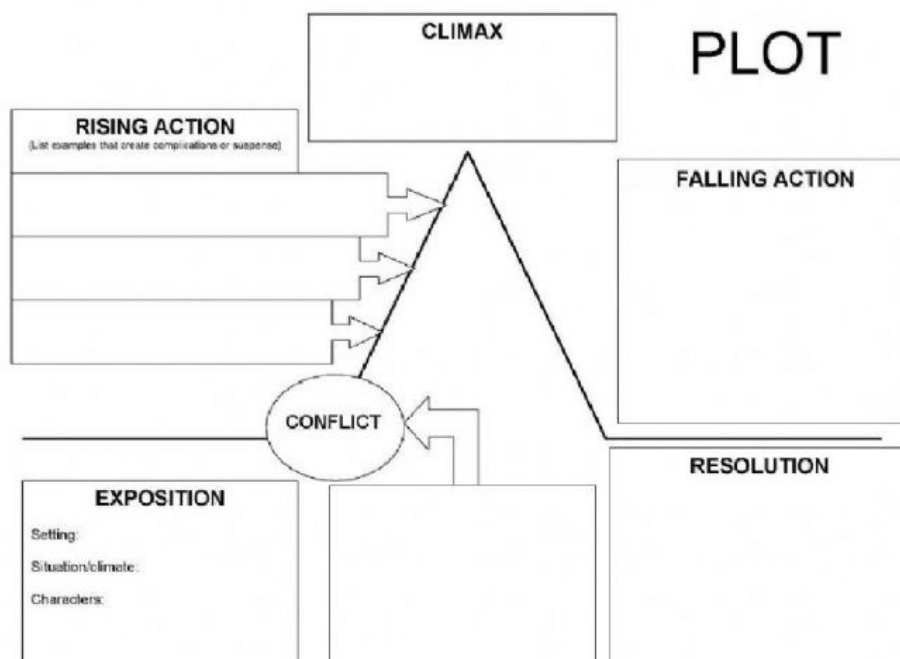 PLOT
CLIMAX
RISING ACTION
(List examples that create complications or suspense)
FALLING ACTION
CONFLICT
EXPOSITION
Setting:
Situation/climate:
Characters:
RESOLUTION